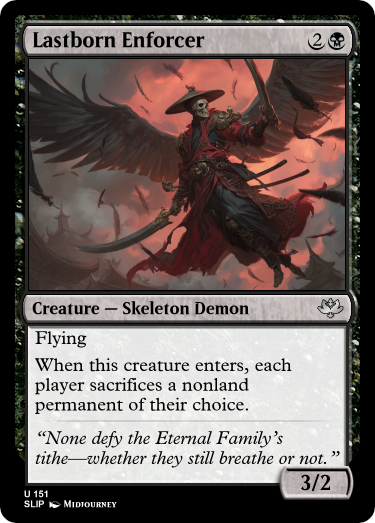 Lastborn Enforcer 2
Creature — Skeleton Demon
Flying
When this creature enters, each
player sacrifices a nonland
permanent of their choice.
“None defy the Eternal Family’s
tithe—whether they still breathe or not.”
3/2
U 151
SLIP Midjourney